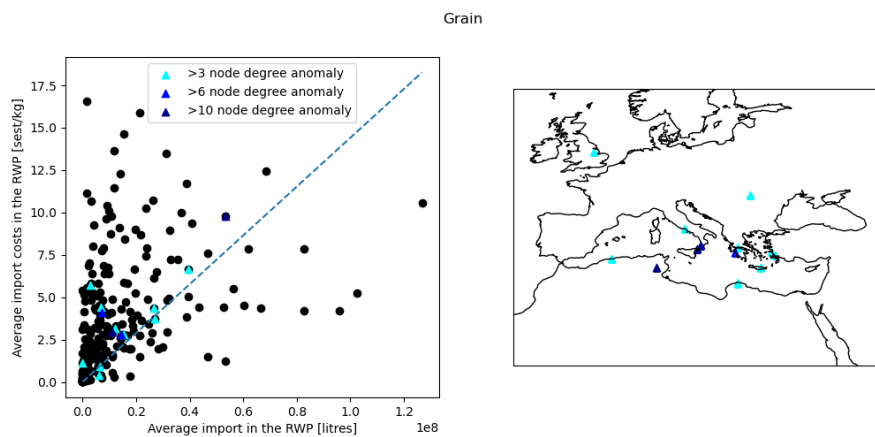 Grain
>3 node degree anomaly
>6 node degree anomaly
>10 node degree anomaly
Average import costs in the RWP [sest/kg]
17.5
15.0
12.5
10.0
7.5
5.0
2.5
0.0
0.0 0.2 0.4 0.6 0.8 1.0 1.2
1e8
Average import in the RWP [litres]